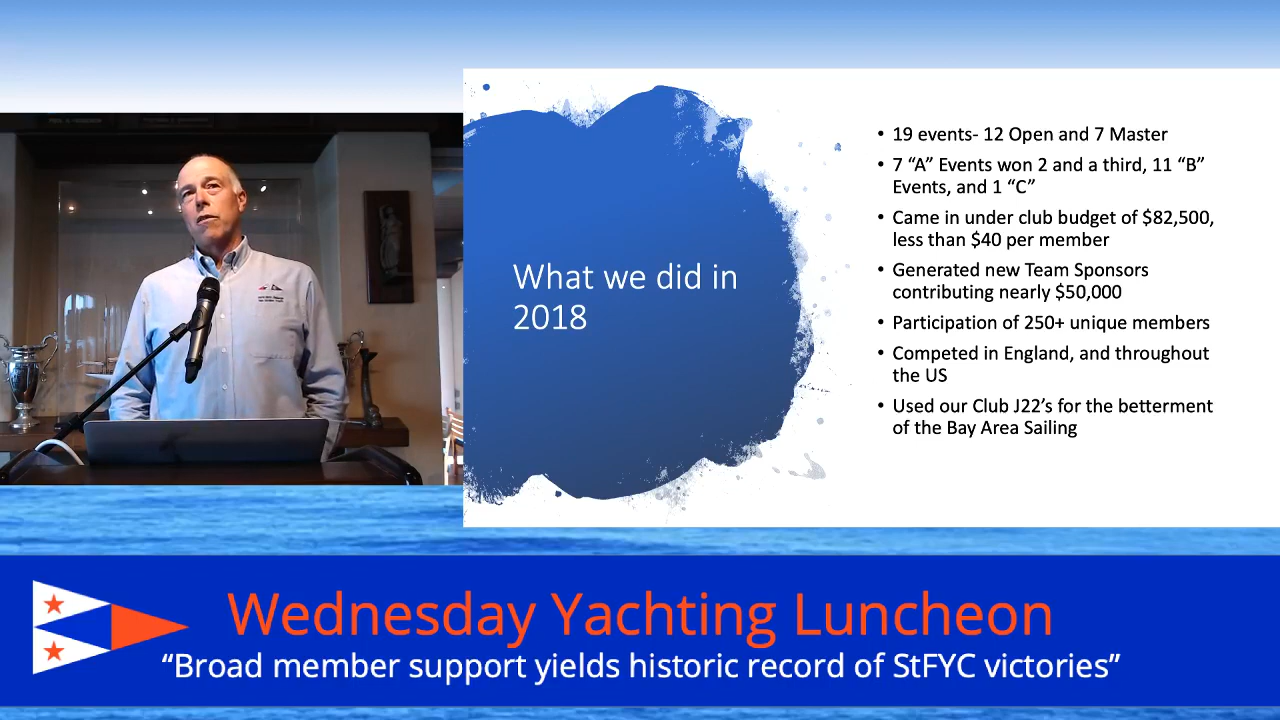 What we did in
2018
• 19 events- 12 Open and 7 Master
• 7 “A” Events won 2 and a third, 11 “B”
Events, and 1 “C”
• Came in under club budget of $82,500,
less than $40 per member
• Generated new Team Sponsors
contributing nearly $50,000
• Participation of 250+ unique members
• Competed in England, and throughout
the US
• Used our Club J22’s for the betterment
of the Bay Area Sailing
Wednesday Yachting Luncheon
“Broad member support yields historic record of StFYC victories”